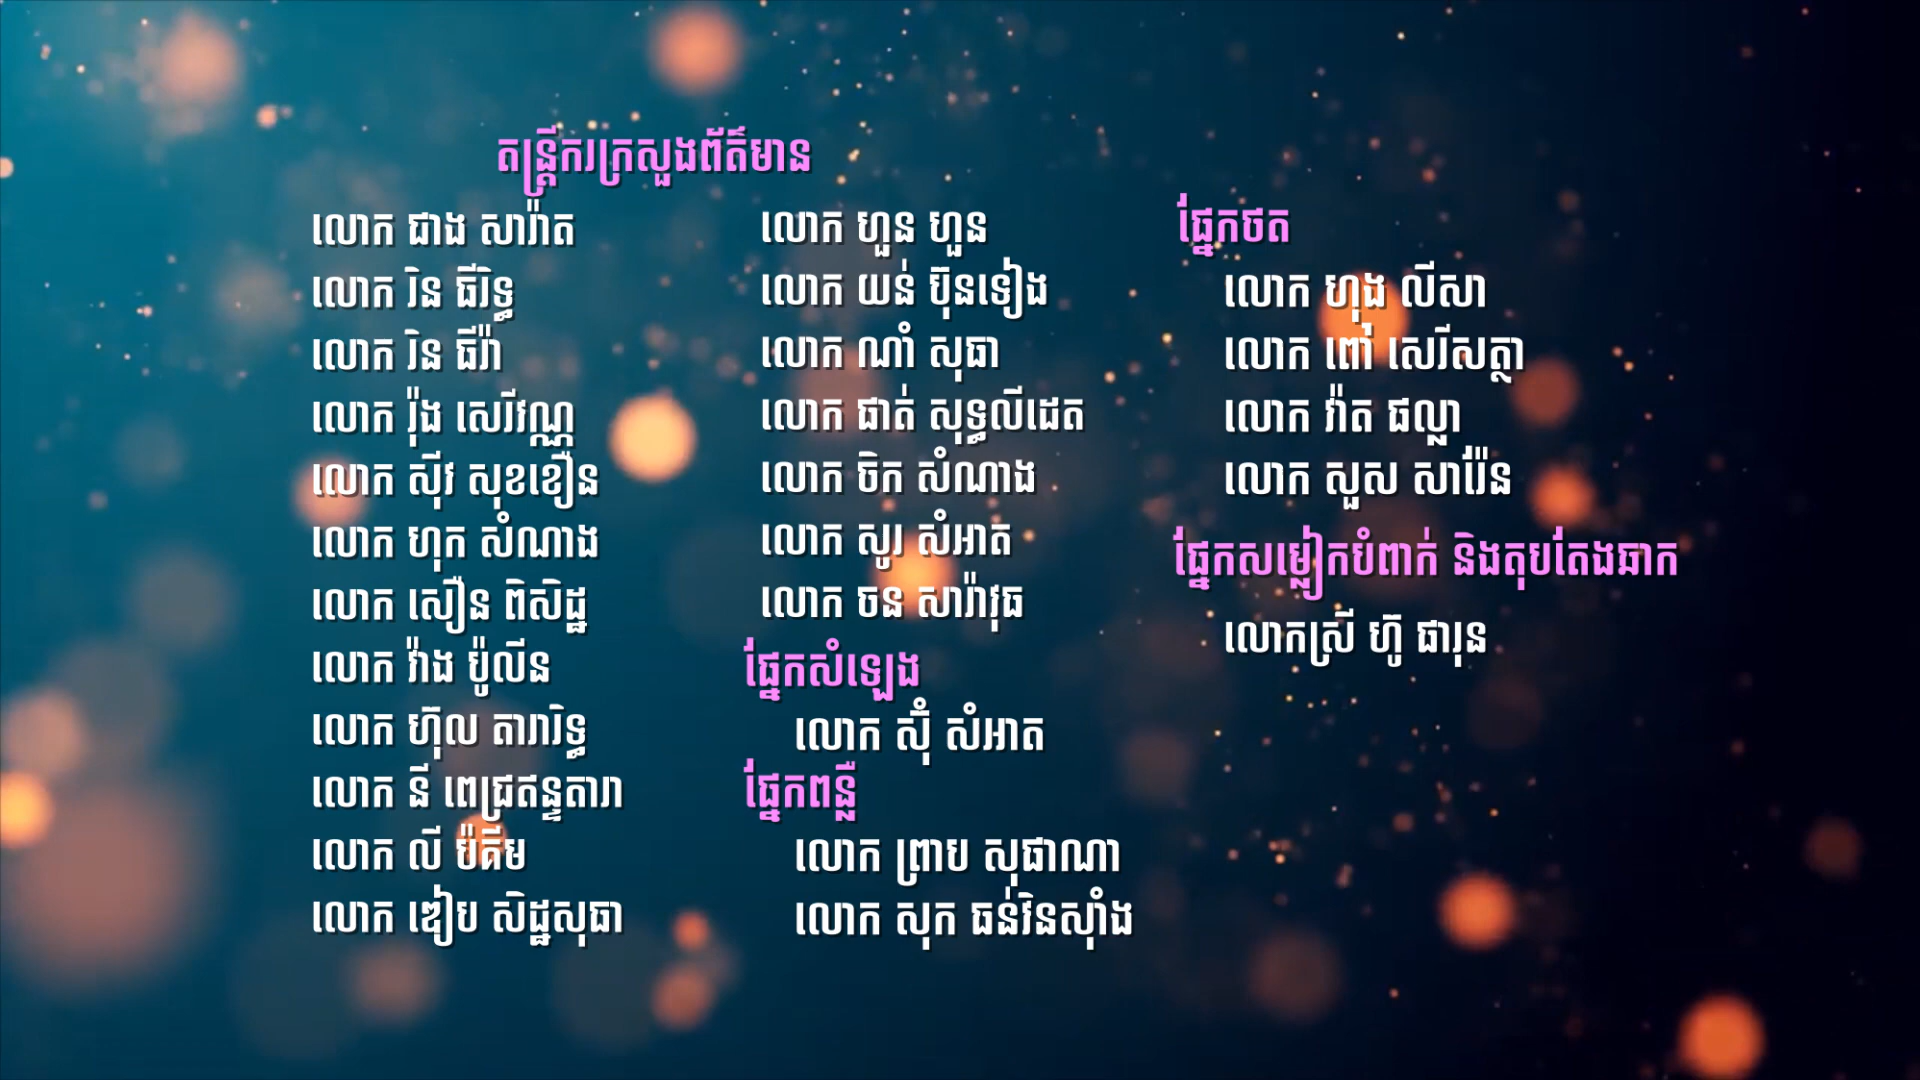 តន្ត្រីករក្រសួងព័ត៌មាន
លោក ជាង សារ៉ាត
លោក រិន ធីរិទ្ធ
លោក រិន ធីរ៉ា
លោក រ៉ុង សេរីវណ្ណ
លោក ស៊ីវ សុខខឿន
លោក ហុក សំណាង
លោក សឿន ពិសិដ្ឋ
លោក វ៉ាង ប៉ូលីន
លោក ហ៊ុល តារារិទ្ធ
លោក នី ពេជ្រឥន្ទតារា
លោក លី ប៉គីម
លោក ឌៀប សិដ្ឋសុធា
លោក ហួន ហួន
លោក យន់ ប៊ុនទៀង
លោក ណាំ សុធា
លោក ផាត់ សុទ្ធលីដេត
លោក ចិក សំណាង
លោក សូរ សំអាត
លោក ចន់ សារ៉ាវុធ
ផ្នែកសំឡេង
លោក ស៊ុំ សំអាត
ផ្នែកពន្លឺ
លោក ព្រាប សុផាណា
លោក សុក ធន់វិនស៊ាំង
ផ្នែកថត
លោក ហុង លីសា
លោក ពៅ សេរីសត្ថា
លោក វ៉ាត ផល្លា
លោក សួស សារ៉ែន
ផ្នែកសម្លៀកបំពាក់ និងតុបតែងឆាក
លោកស្រី ហ៊ូ ផារុន